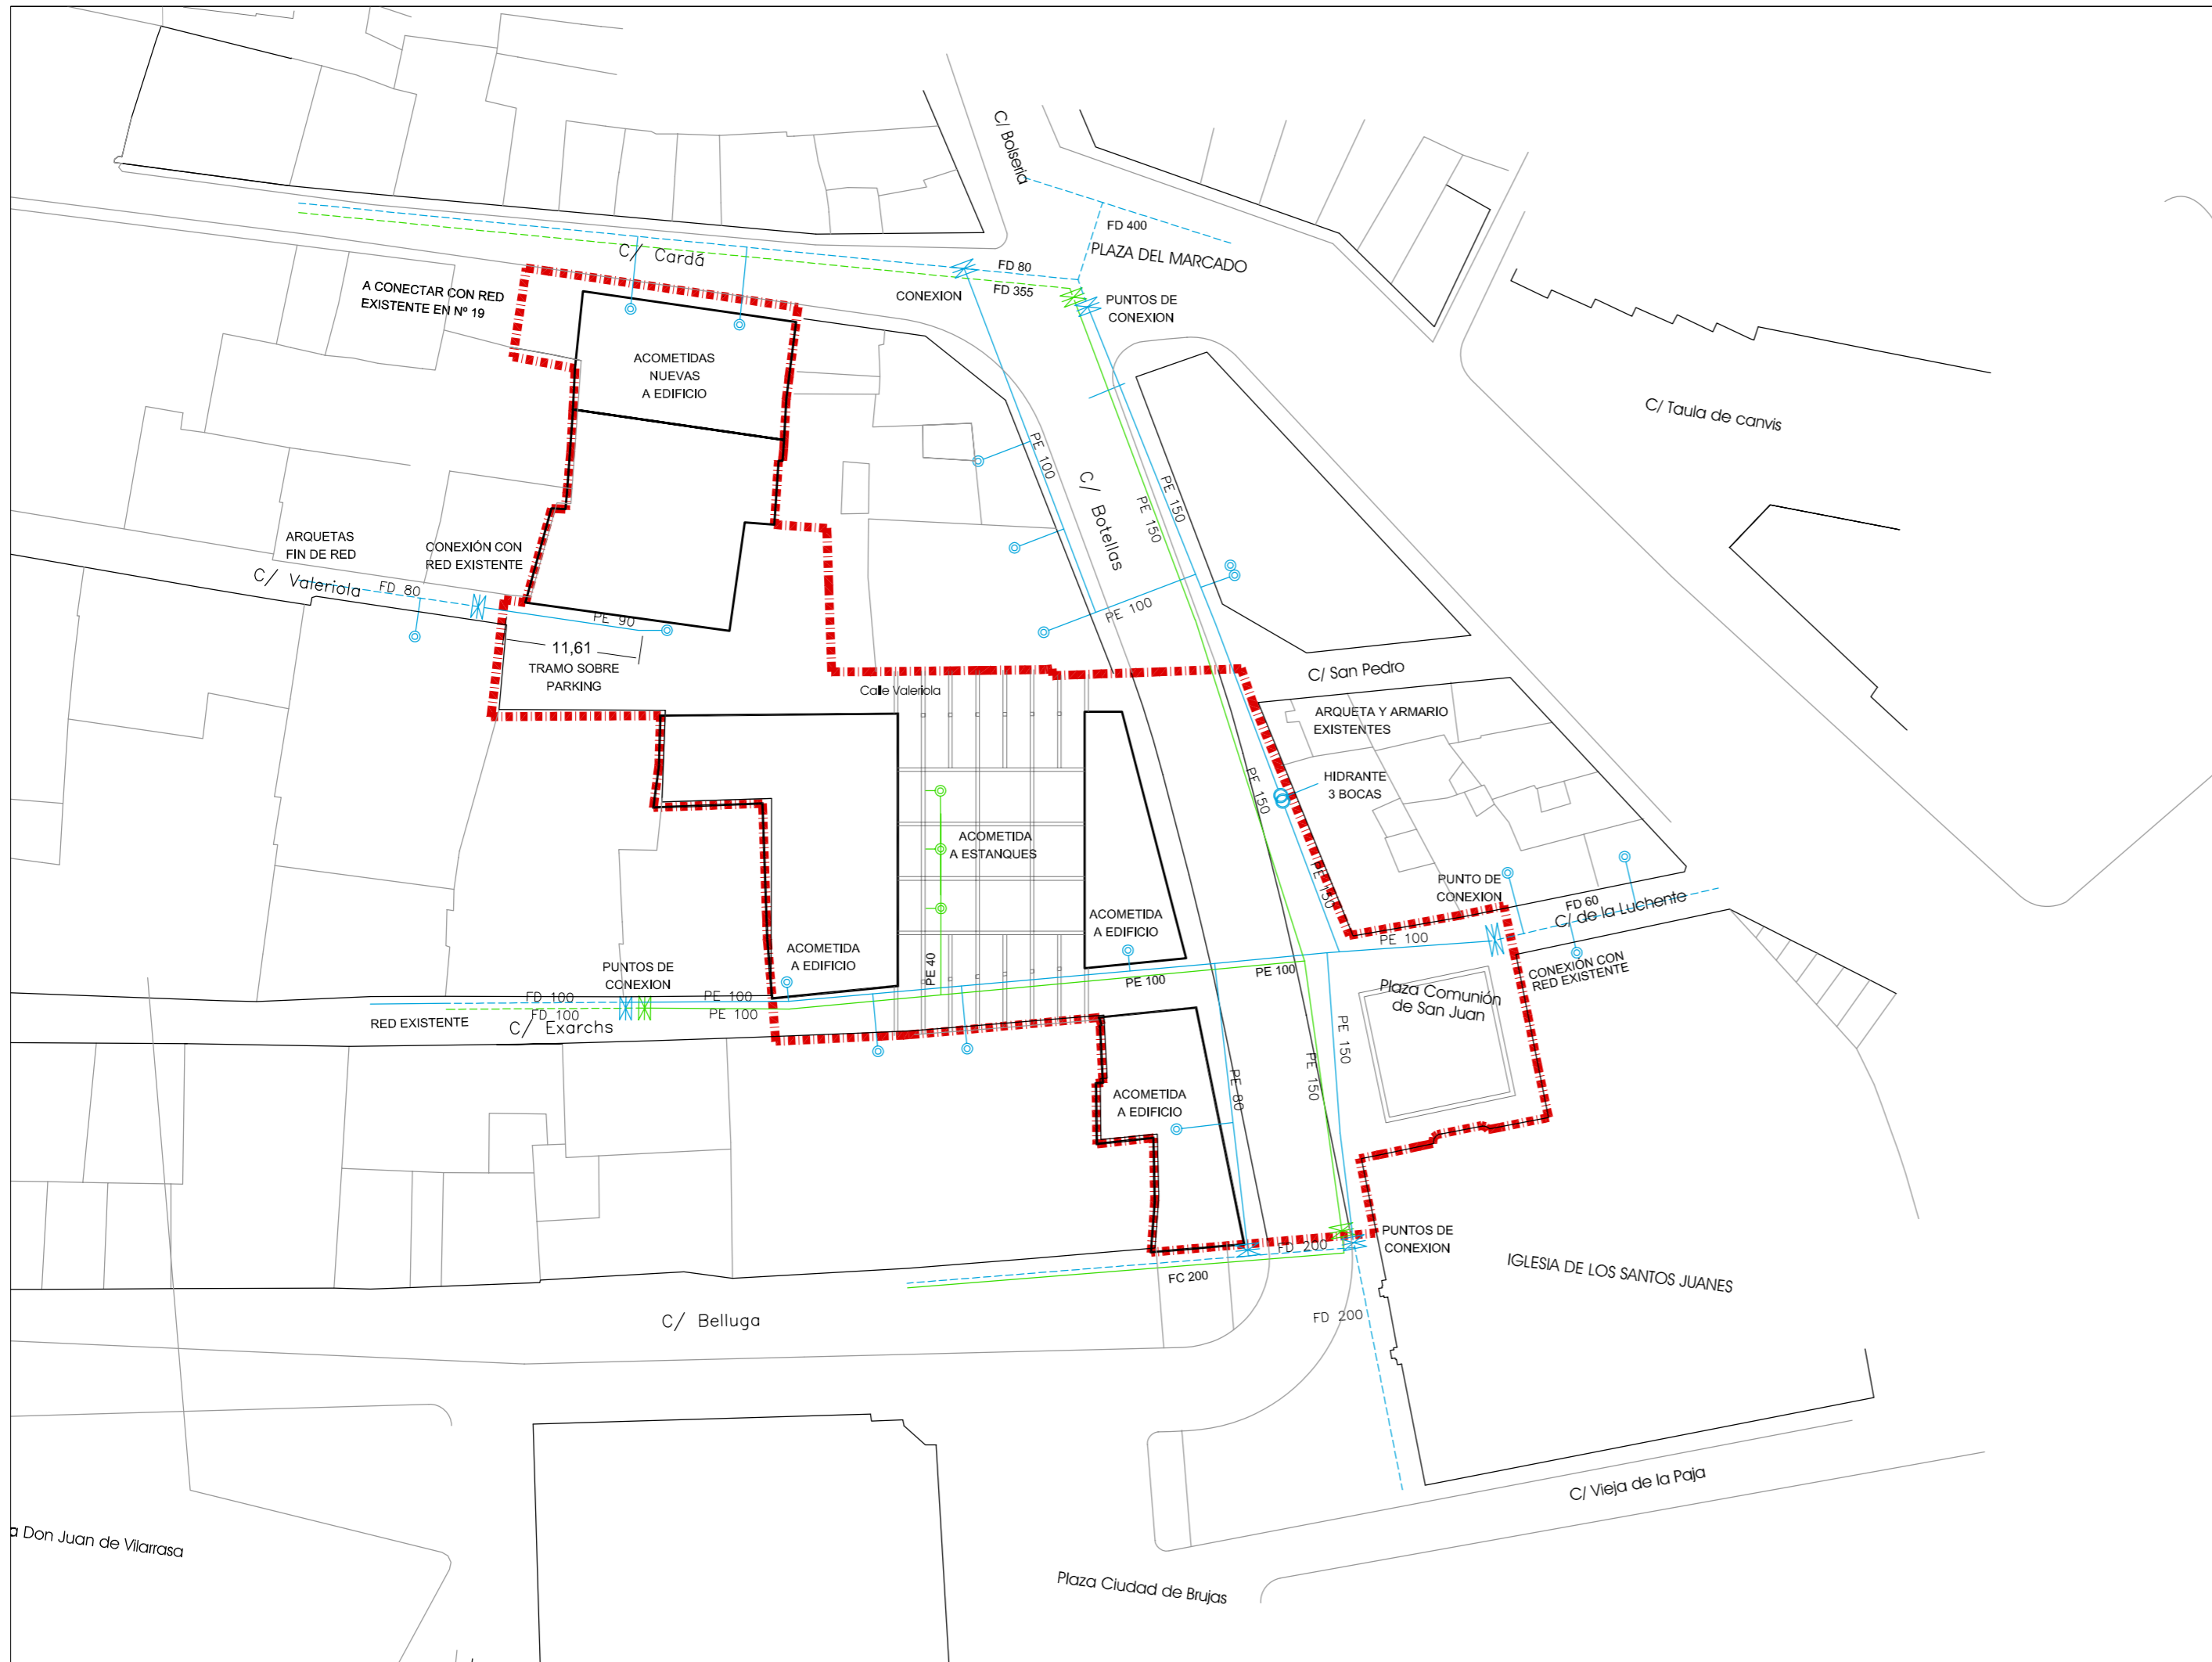 C/ Bolseria
FD 400
PLAZA DEL MARCADO
C/ Cardá
FD 80
CONEXION
FD 355
PUNTOS DE
CONEXION
A CONECTAR CON RED
EXISTENTE EN Nº 19
ACOMETIDAS
NUEVAS
A EDIFICIO
C/ Taula de canvis
PE 100
C/ Botellas
PE 150
PE 150
ARQUETAS
FIN DE RED
CONEXIÓN CON
RED EXISTENTE
C/ Valeriola
FD 80
PE 90
PE 100
11,61
TRAMO SOBRE
PARKING
Calle Valeriola
C/ San Pedro
ARQUETA Y ARMARIO
EXISTENTES
HIDRANTE
3 BOCAS
PE 150
ACOMETIDA
A ESTANQUES
PE 150
PUNTO DE
CONEXION
FD 60
C/ de la Luchente
ACOMETIDA
A EDIFICIO
ACOMETIDA
A EDIFICIO
PE 40
PE 100
PUNTOS DE
CONEXION
PE 100
PE 100
CONEXIÓN CON
RED EXISTENTE
FD 100
PE 100
FD 100
PE 100
RED EXISTENTE
C/ Exarchs
Plaza Comunión
de San Juan
PE 150
PE 150
PE 80
ACOMETIDA
A EDIFICIO
PUNTOS DE
CONEXION
FD 200
FC 200
IGLESIA DE LOS SANTOS JUANES
C/ Belluga
FD 200
C/ Vieja de la Paja
a Don Juan de Vilarrasa
Plaza Ciudad de Brujas